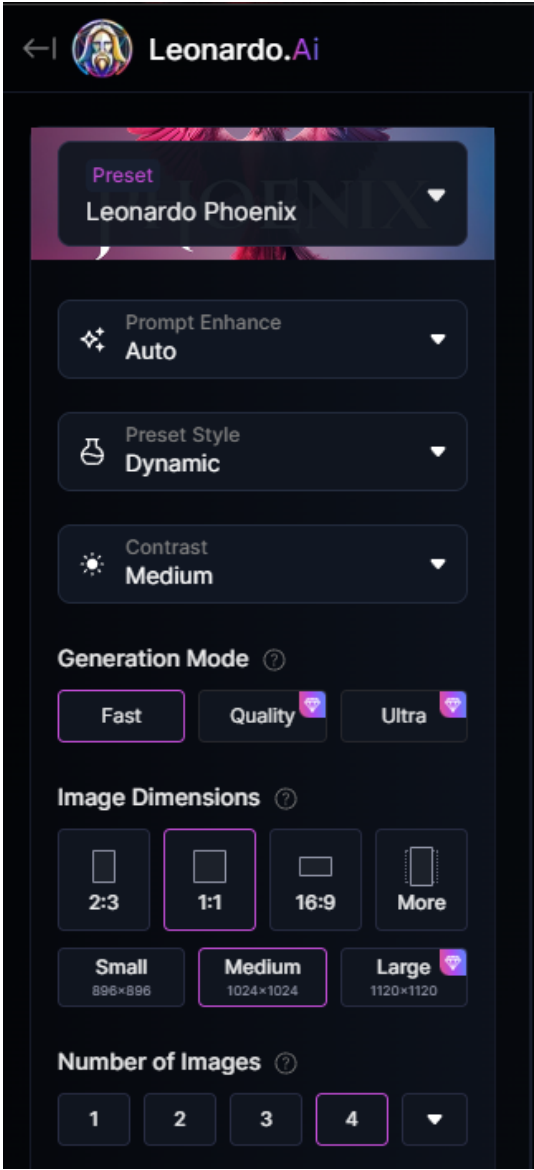 Leonardo.Ai
PHOENIX
Preset
Leonardo Phoenix
Prompt Enhance
Auto
Preset Style
Dynamic
Contrast
Medium
Generation Mode ?
Fast
Quality
Ultra
Image Dimensions ?
2:3
1:1
16:9
More
Small
896×896
Medium
1024×1024
Large
1120×1120
Number of Images ?
1
2
3
4